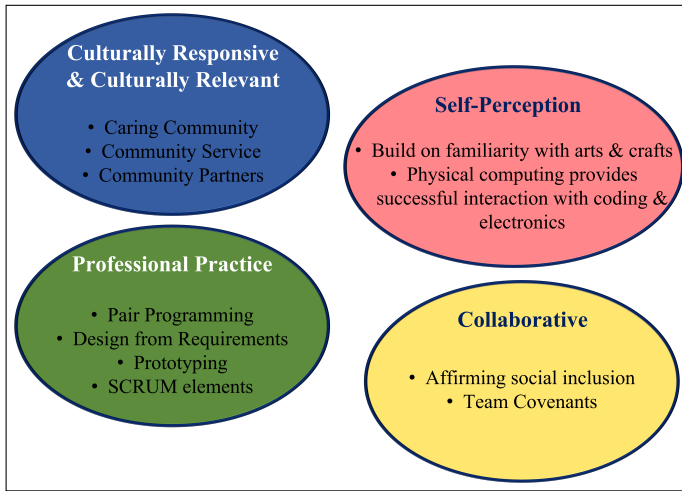 Culturally Responsive
& Culturally Relevant
• Caring Community
• Community Service
• Community Partners
Self-Perception
• Build on familiarity with arts & crafts
• Physical computing provides
successful interaction with coding &
electronics
Professional Practice
• Pair Programming
• Design from Requirements
• Prototyping
• SCRUM elements
Collaborative
• Affirming social inclusion
• Team Covenants